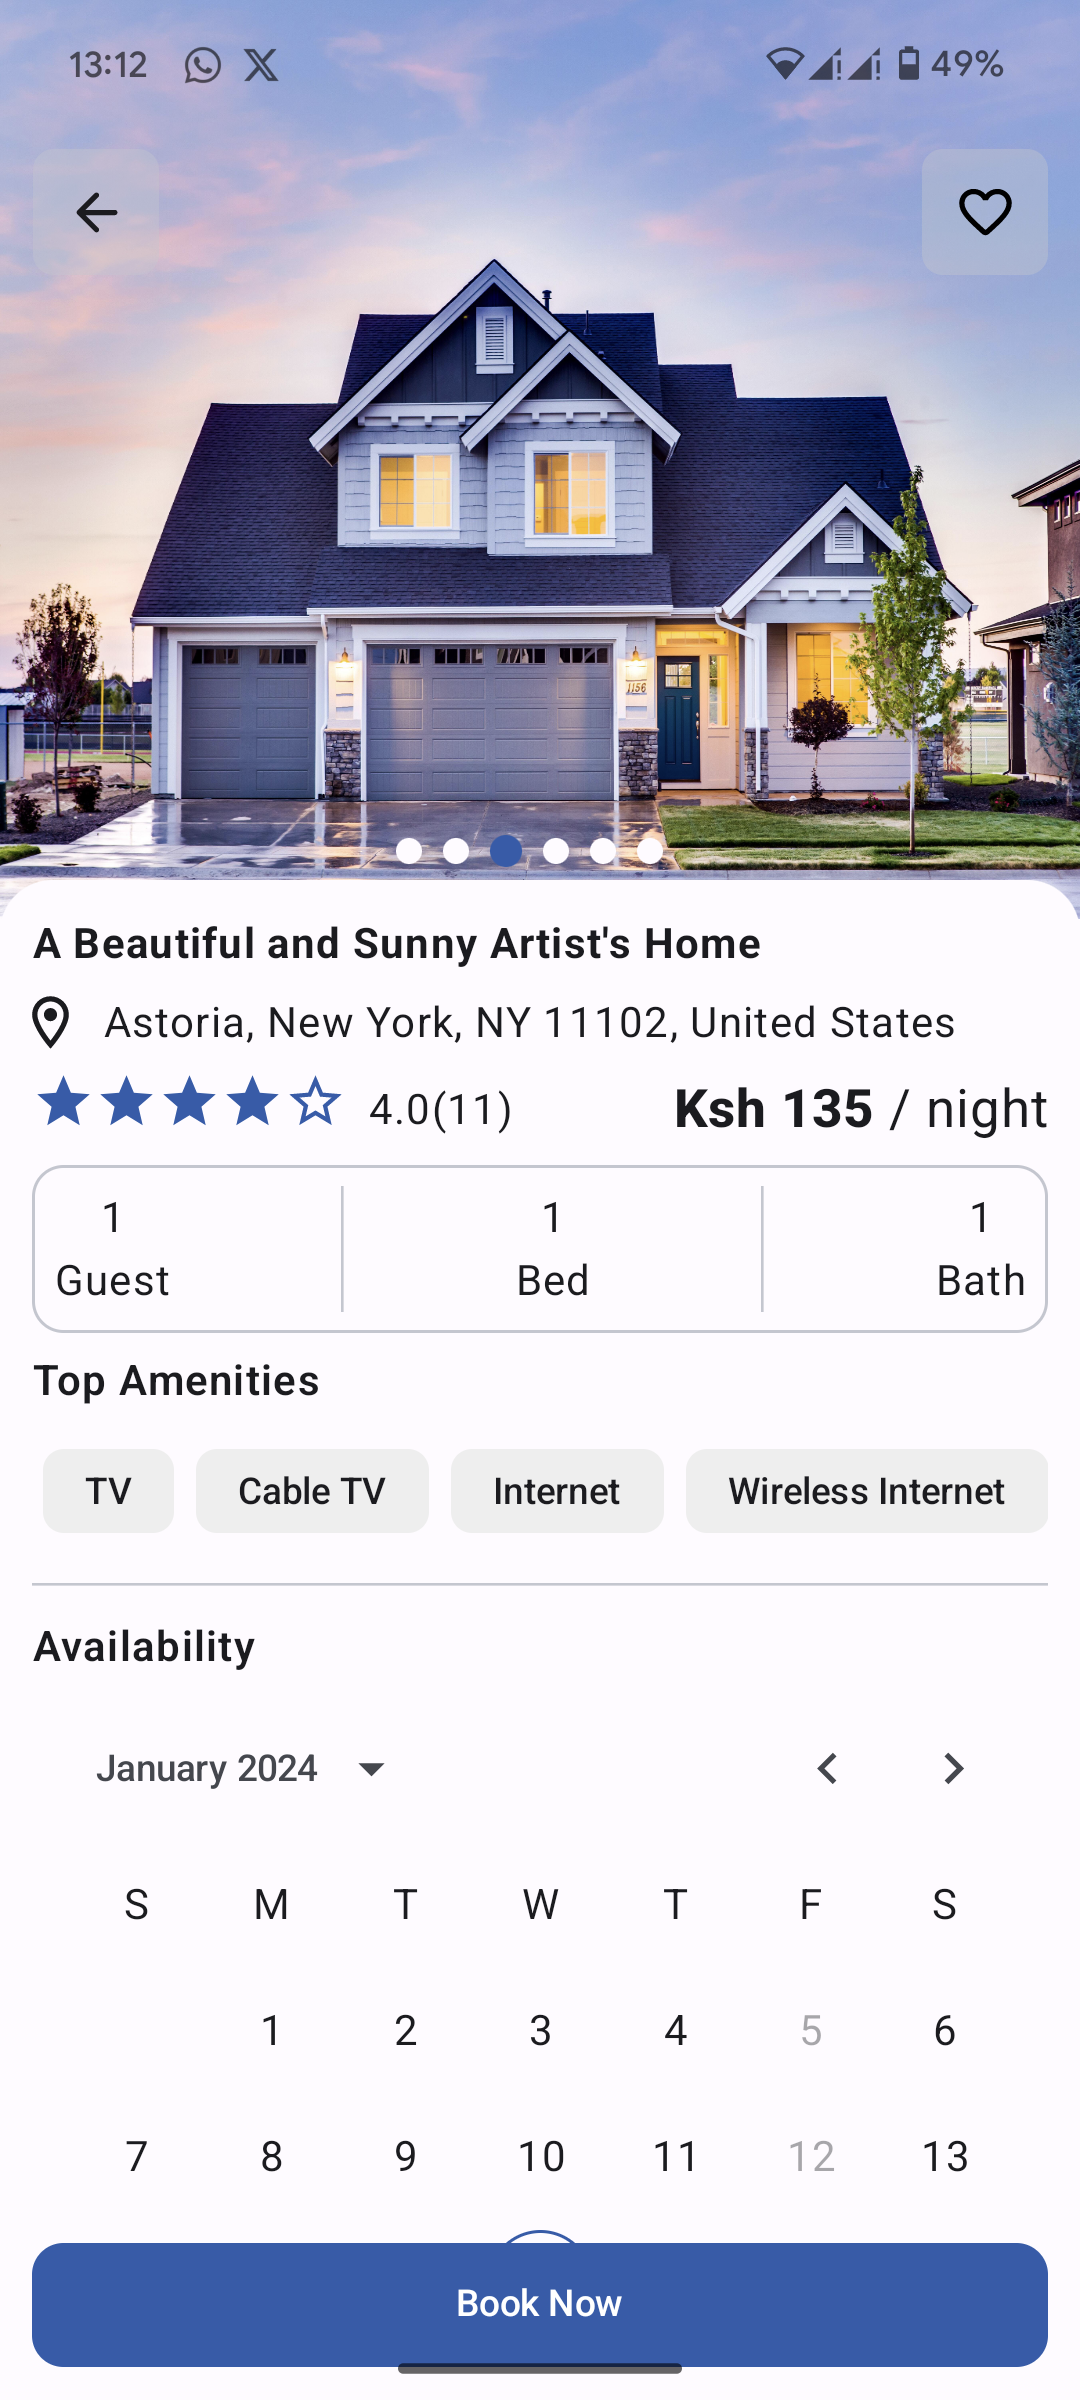 13:12 49%
1156
A Beautiful and Sunny Artist's Home
Astoria, New York, NY 11102, United States
4.0(11) Ksh 135 / night
1 1 1
Guest Bed Bath
Top Amenities
TV Cable TV Internet Wireless Internet
Availability
January 2024
S M T W T F S
1 2 3 4 5 6
7 8 9 10 11 12 13
Book Now